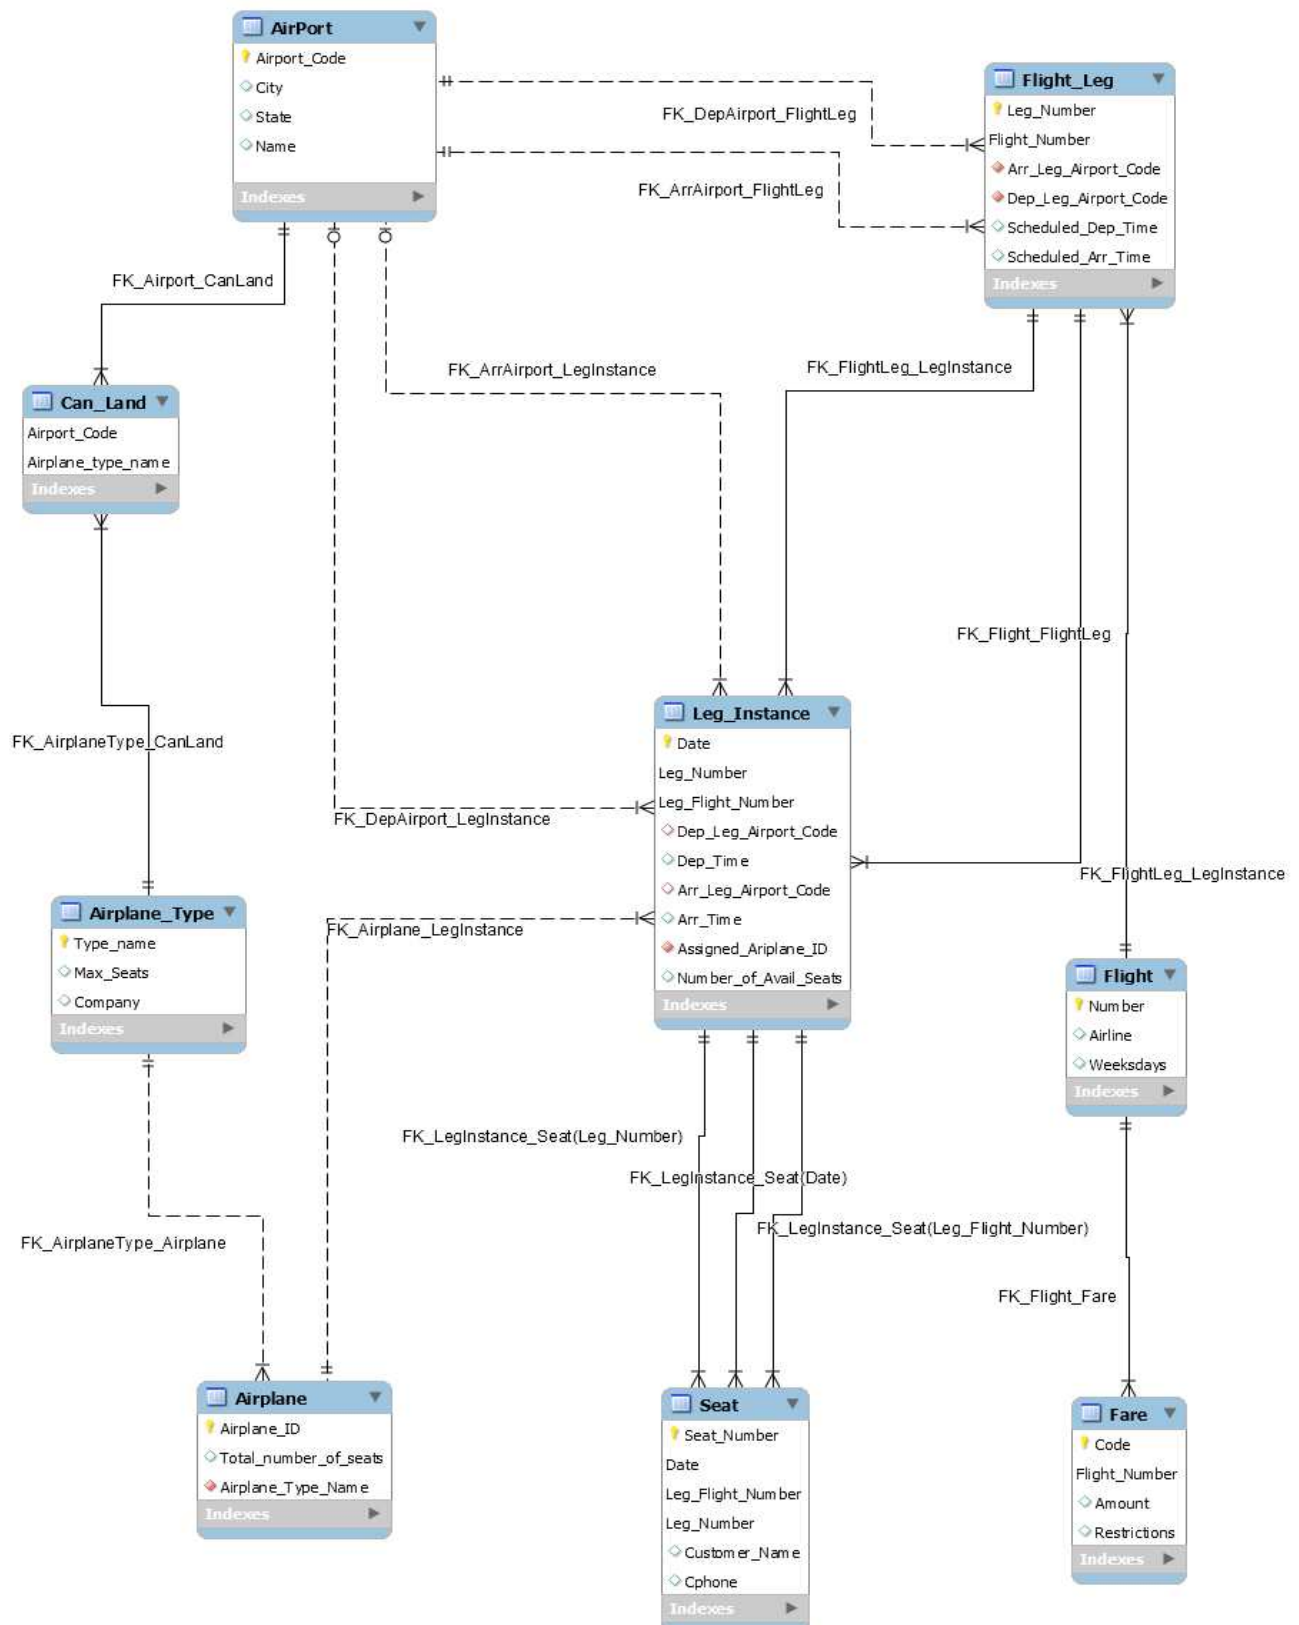 AirPort
Airport_Code
City
State
Name
Indexes
FK_DepAirport_FlightLeg
FK_ArrAirport_FlightLeg
Flight_Leg
Leg_Number
Flight_Number
Arr_Leg_Airport_Code
Dep_Leg_Airport_Code
Scheduled_Dep_Time
Scheduled_Arr_Time
Indexes
FK_Airport_CanLand
FK_ArrAirport_LegInstance
FK_FlightLeg_LegInstance
Can_Land
Airport_Code
Airplane_type_name
Indexes
FK_Flight_FlightLeg
FK_AirplaneType_CanLand
Leg_Instance
Date
Leg_Number
Leg_Flight_Number
Dep_Leg_Airport_Code
Dep_Time
Arr_Leg_Airport_Code
Arr_Time
Assigned_Ariplane_ID
Number_of_Avail_Seats
Indexes
FK_DepAirport_LegInstance
FK_FlightLeg_LegInstance
Airplane_Type
Type_name
Max_Seats
Company
Indexes
FK_Airplane_LegInstance
Flight
Number
Airline
Weeksdays
Indexes
FK_LegInstance_Seat(Leg_Number)
FK_LegInstance_Seat(Date)
FK_LegInstance_Seat(Leg_Flight_Number)
FK_AirplaneType_Airplane
FK_Flight_Fare
Airplane
Airplane_ID
Total_number_of_seats
Airplane_Type_Name
Indexes
Seat
Seat_Number
Date
Leg_Flight_Number
Leg_Number
Customer_Name
Cphone
Indexes
Fare
Code
Flight_Number
Amount
Restrictions
Indexes